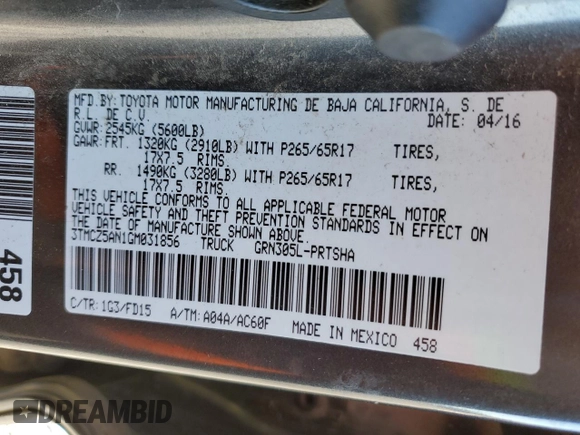 MFD.BY:TOYOTA MOTOR MANUFACTURING DE BAJA CALIFORNIA, S. DE
R.L. DE C.V. DATE: 04/16
GVWR:2545KG (5600LB)
GAWR:FRT. 1320KG (2910LB) WITH P265/65R17 TIRES,
17X7.5 RIMS.
RR. 1490KG (3280LB) WITH P265/65R17 TIRES,
17X7.5 RIMS.
THIS VEHICLE CONFORMS TO ALL APPLICABLE FEDERAL MOTOR
VEHICLE SAFETY AND THEFT PREVENTION STANDARDS IN EFFECT ON
THE DATE OF MANUFACTURE SHOWN ABOVE.
3TMCZ5AN1GM031856 TRUCK GRN305L-PRTSHA
C/TR:1G3/FD15 A/TM:A04A/AC60F MADE IN MEXICO 458
458
DREAMBID